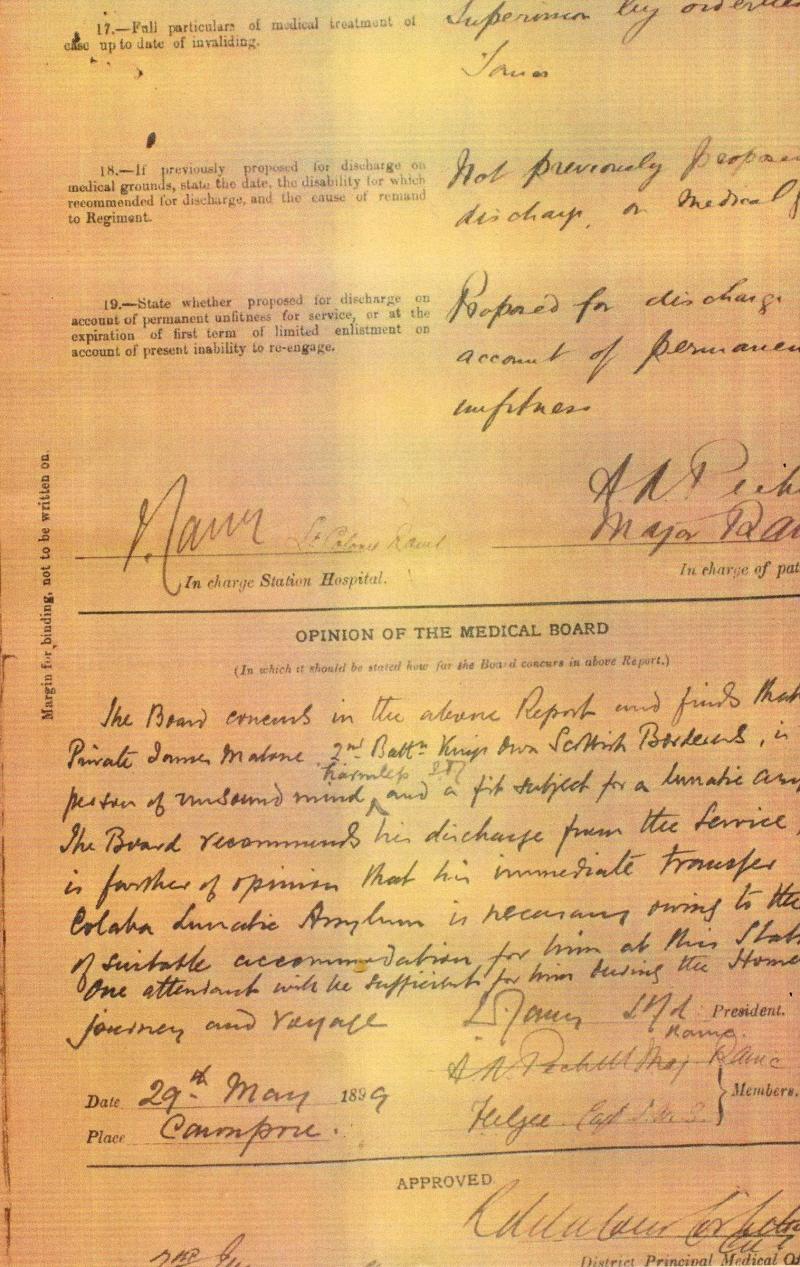 17.—Full particulars of medical treatment of
case up to date of invaliding.
Supervision by
18.—If previously proposed for discharge on
medical grounds, state the date, the disability for which
recommended for discharge, and the cause of remand
to Regiment.
Not previously
discharge, on medical
19.—State whether proposed for discharge on
account of permanent unfitness for service, or at the
expiration of first term of limited enlistment on
account of present inability to re-engage.
Proposed for discharge
account of
unfitness
Lt Colonel
In charge Station Hospital.
Major
In charge of
Margin for binding, not to be written on.
OPINION OF THE MEDICAL BOARD
(In which it should be stated how far the Board concurs in above Report.)
The Board concurs in the above Report and finds that
Private James Malone 2nd Battn Kings Own Scottish Borderers, is
harmless
person of unsound mind, and a fit subject for a lunatic
The Board recommends his discharge from the Service,
is further of opinion that his immediate transfer
Colaba Lunatic Asylum is necessary owing to the
of suitable accommodation for him at this
One attendant will be sufficient for him during the Home
journey and voyage
President.
Members.
Date 29th May 1899
Place Cawnpore.
APPROVED
District Principal Medical